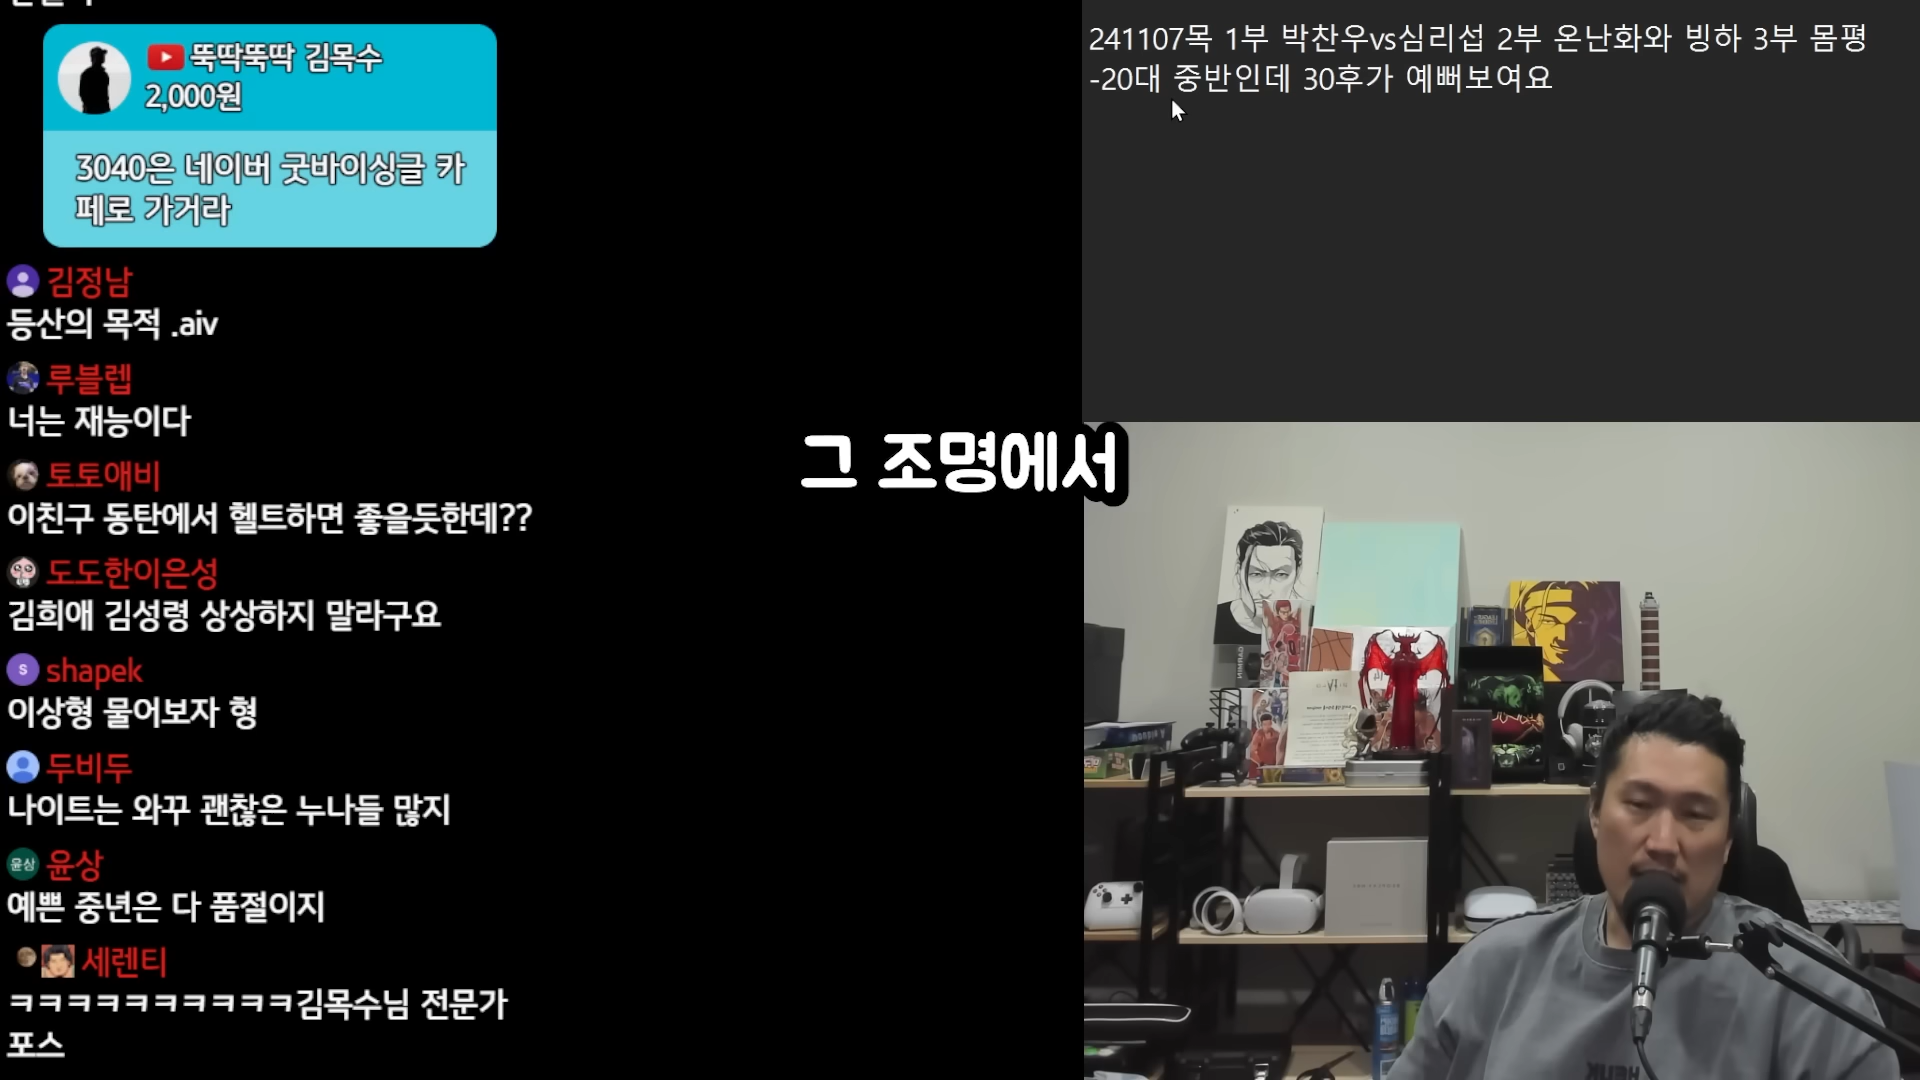 뚝딱뚝딱 김목수
2,000원
3040은 네이버 굿바이싱글 카
페로 가거라
김정남
등산의 목적 .aiv
루블렙
너는 재능이다
토토애비
이친구 동탄에서 헬트하면 좋을듯한데??
도도한이은성
김희애 김성령 상상하지 말라구요
s shapek
이상형 물어보자 형
두비두
나이트는 와꾸 괜찮은 누나들 많지
윤상 윤상
예쁜 중년은 다 품절이지
세렌티
ㅋㅋㅋㅋㅋㅋㅋㅋㅋㅋ김목수님 전문가
포스
241107목 1부 박찬우vs심리섭 2부 온난화와 빙하 3부 몸평
-20대 중반인데 30후가 예뻐보여요
그 조명에서